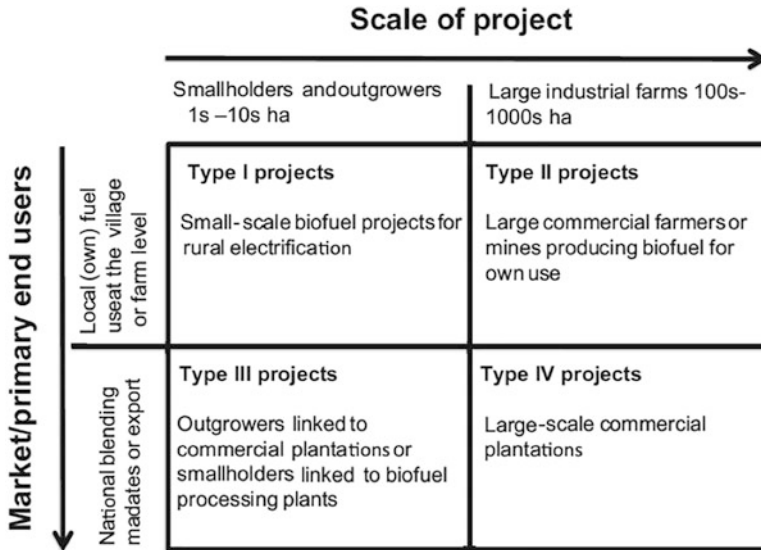 Scale of project
Smallholders andoutgrowers
1s –10s ha
Large industrial farms 100s-
1000s ha
Market/primary end users
Local (own) fuel
useat the village
or farm level
Type I projects
Small-scale biofuel projects for
rural electrification
Type II projects
Large commercial farmers or
mines producing biofuel for
own use
National blending
madates or export
Type III projects
Outgrowers linked to
commercial plantations or
smallholders linked to biofuel
processing plants
Type IV projects
Large-scale commercial
plantations